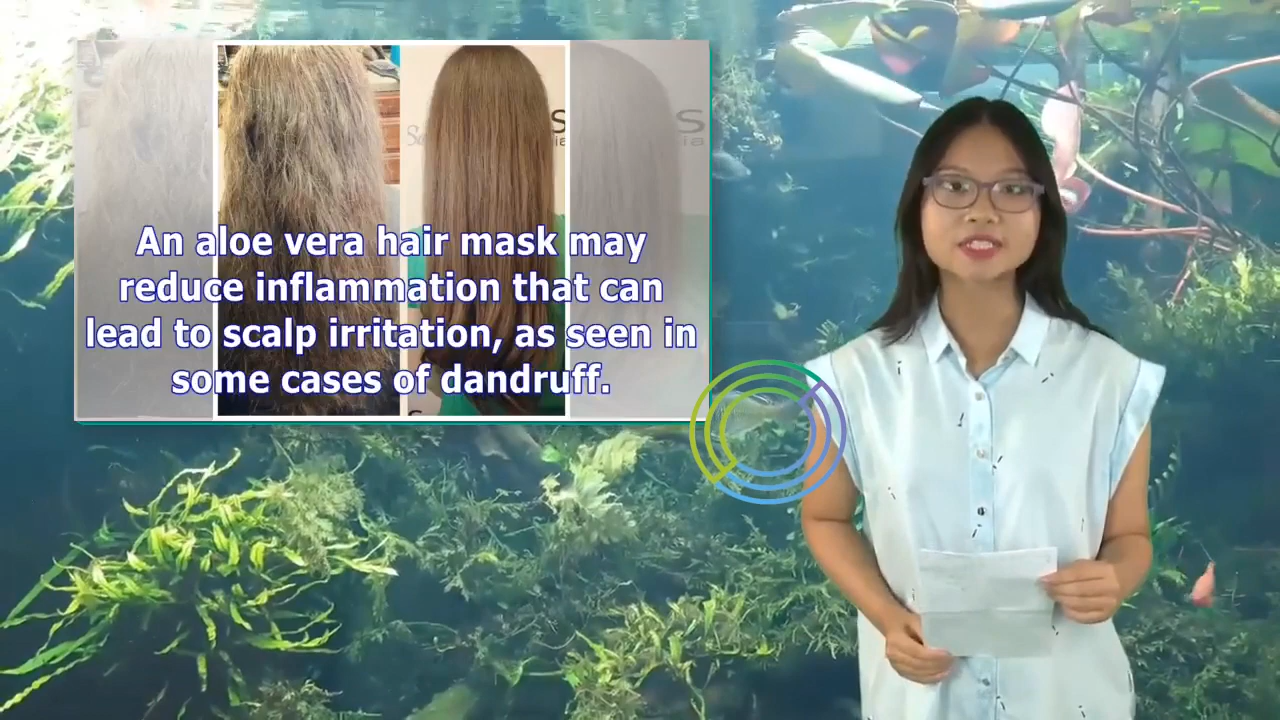 An aloe vera hair mask may
reduce inflammation that can
lead to scalp irritation, as seen in
some cases of dandruff.